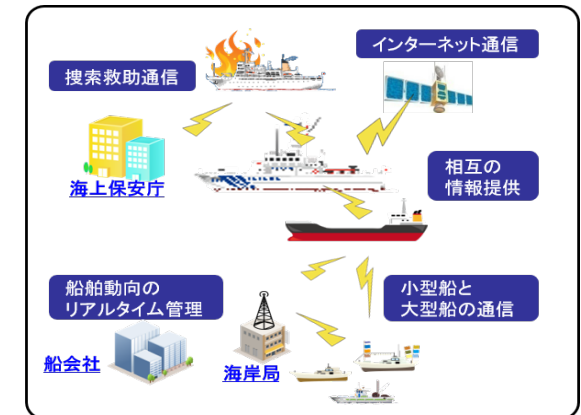 インターネット通信
捜索救助通信
海上保安庁
相互の
情報提供
船舶動向の
リアルタイム管理
小型船と
大型船の通信
船会社
海岸局